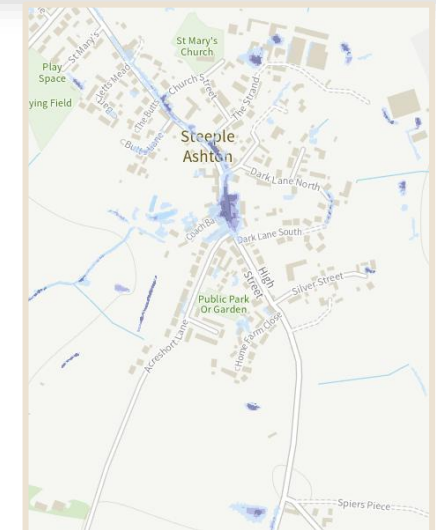 St Mary's
St Mary's
Church
Play
Space
ying Field
Church Street
The Strand
The Butts
Butts Lane
Steeple
Ashton
Dark Lane North
Dark Lane South
High
Street
Silver Street
Public Park
Or Garden
Home Farm Close
Acreshort Lane
Spiers Piece